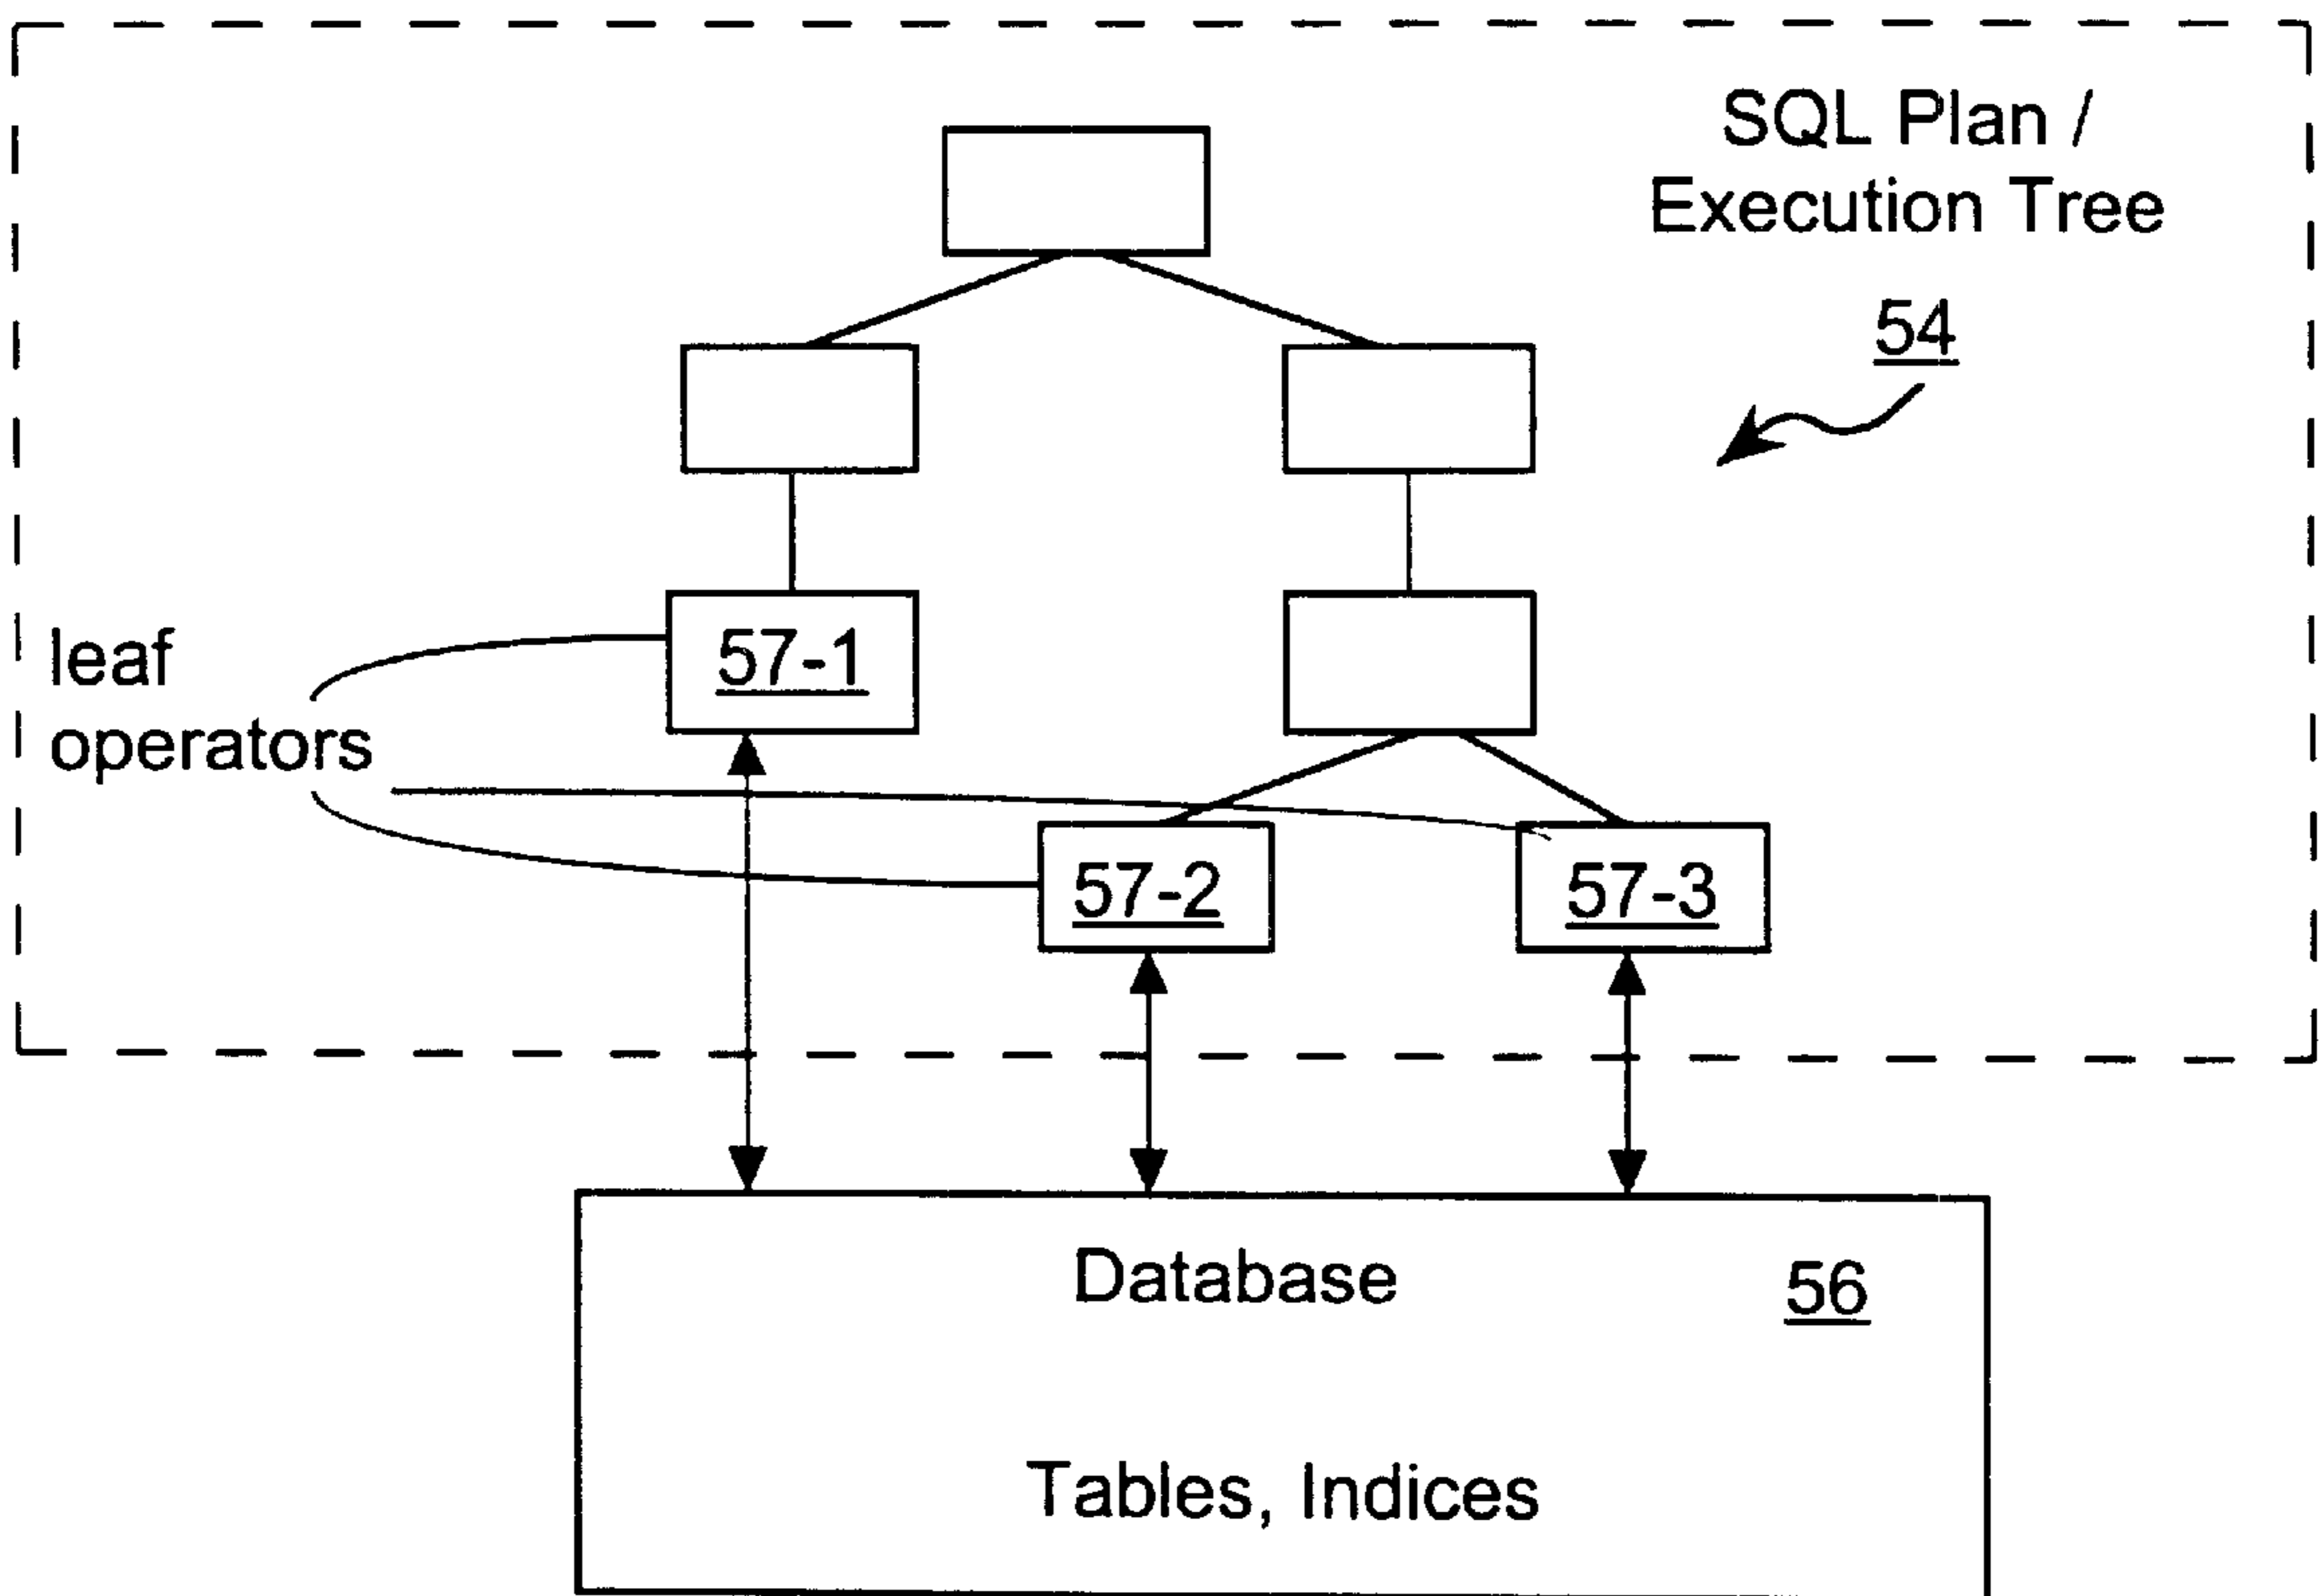 SQL Plan /
Execution Tree
54
leaf
operators
57-1
57-2
57-3
Database
56
Tables, Indices